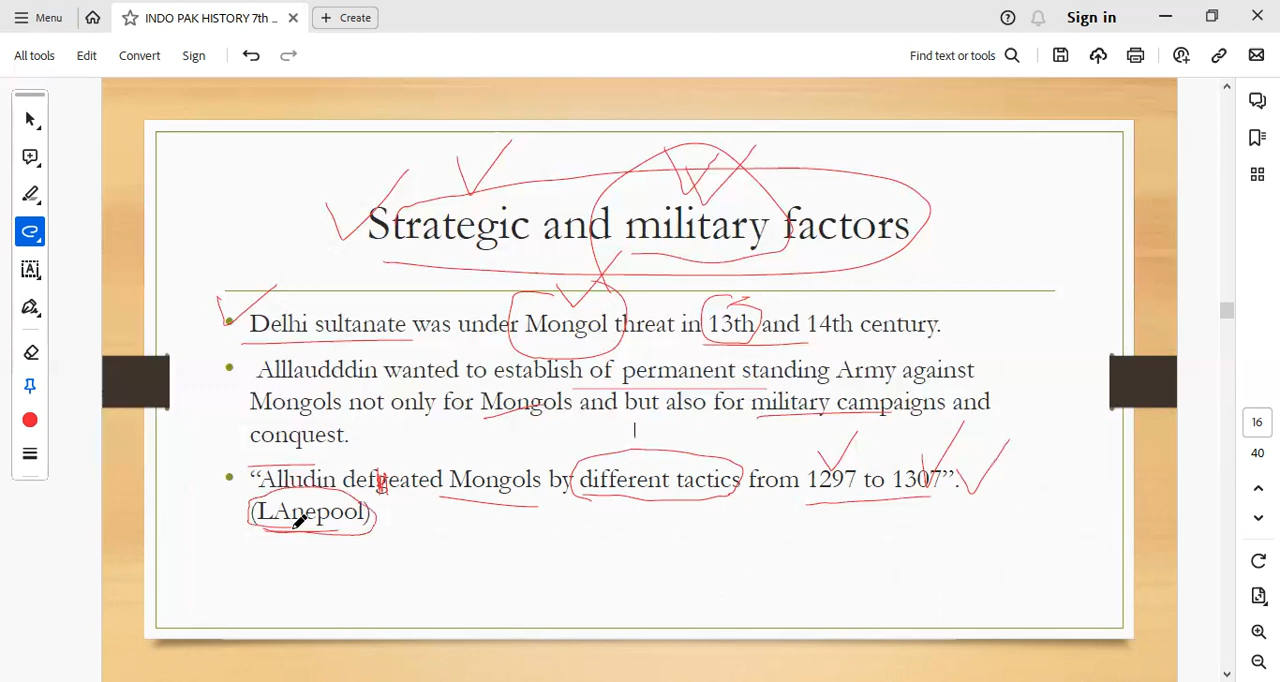 Menu
INDO PAK HISTORY 7th ...
Create
Sign in
All tools
Edit
Convert
Sign
Find text or tools
Strategic and military factors
Delhi sultanate was under Mongol threat in 13th and 14th century.
Alllaudddin wanted to establish of permanent standing Army against
Mongols not only for Mongols and but also for military campaigns and
conquest.
“Alludin defgeated Mongols by different tactics from 1297 to 1307”.
(LAnepool)
16
40